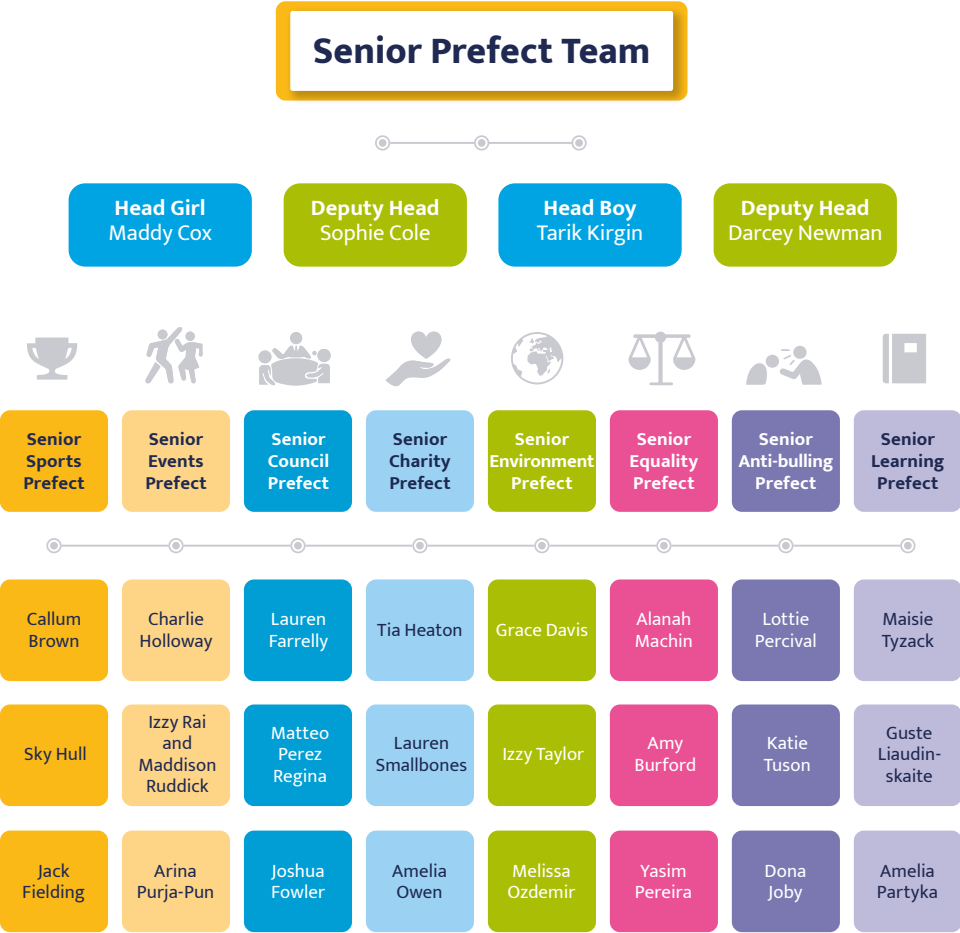 Senior Prefect Team
Head Girl
Maddy Cox
Deputy Head
Sophie Cole
Head Boy
Tarik Kirgin
Deputy Head
Darcey Newman
Senior
Sports
Prefect
Senior
Events
Prefect
Senior
Council
Prefect
Senior
Charity
Prefect
Senior
Environment
Prefect
Senior
Equality
Prefect
Senior
Anti-bulling
Prefect
Senior
Learning
Prefect
Callum
Brown
Charlie
Holloway
Lauren
Farrelly
Tia Heaton
Grace Davis
Alanah
Machin
Lottie
Percival
Maisie
Tyzack
Sky Hull
Izzy Rai
and
Maddison
Ruddick
Matteo
Perez
Regina
Lauren
Smallbones
Izzy Taylor
Amy
Burford
Katie
Tuson
Guste
Liaudin-
skaite
Jack
Fielding
Arina
Purja-Pun
Joshua
Fowler
Amelia
Owen
Melissa
Ozdemir
Yasim
Pereira
Dona
Joby
Amelia
Partyka